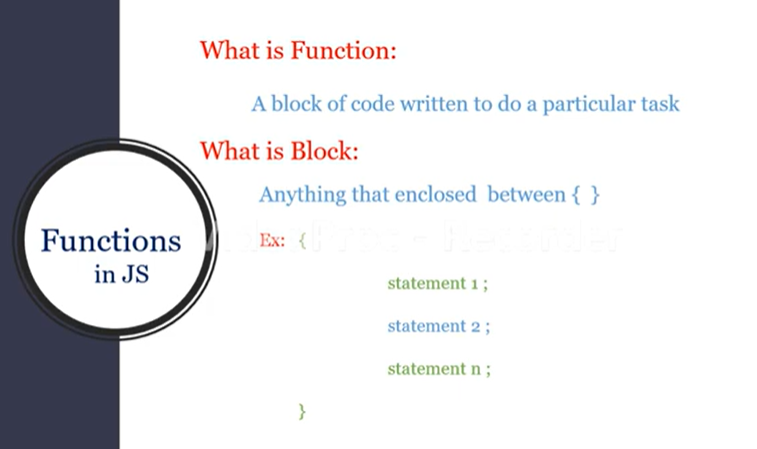 What is Function:
A block of code written to do a particular task
What is Block:
Anything that enclosed between { }
Functions
in JS
Ex: {
statement 1 ;
statement 2 ;
statement n ;
}